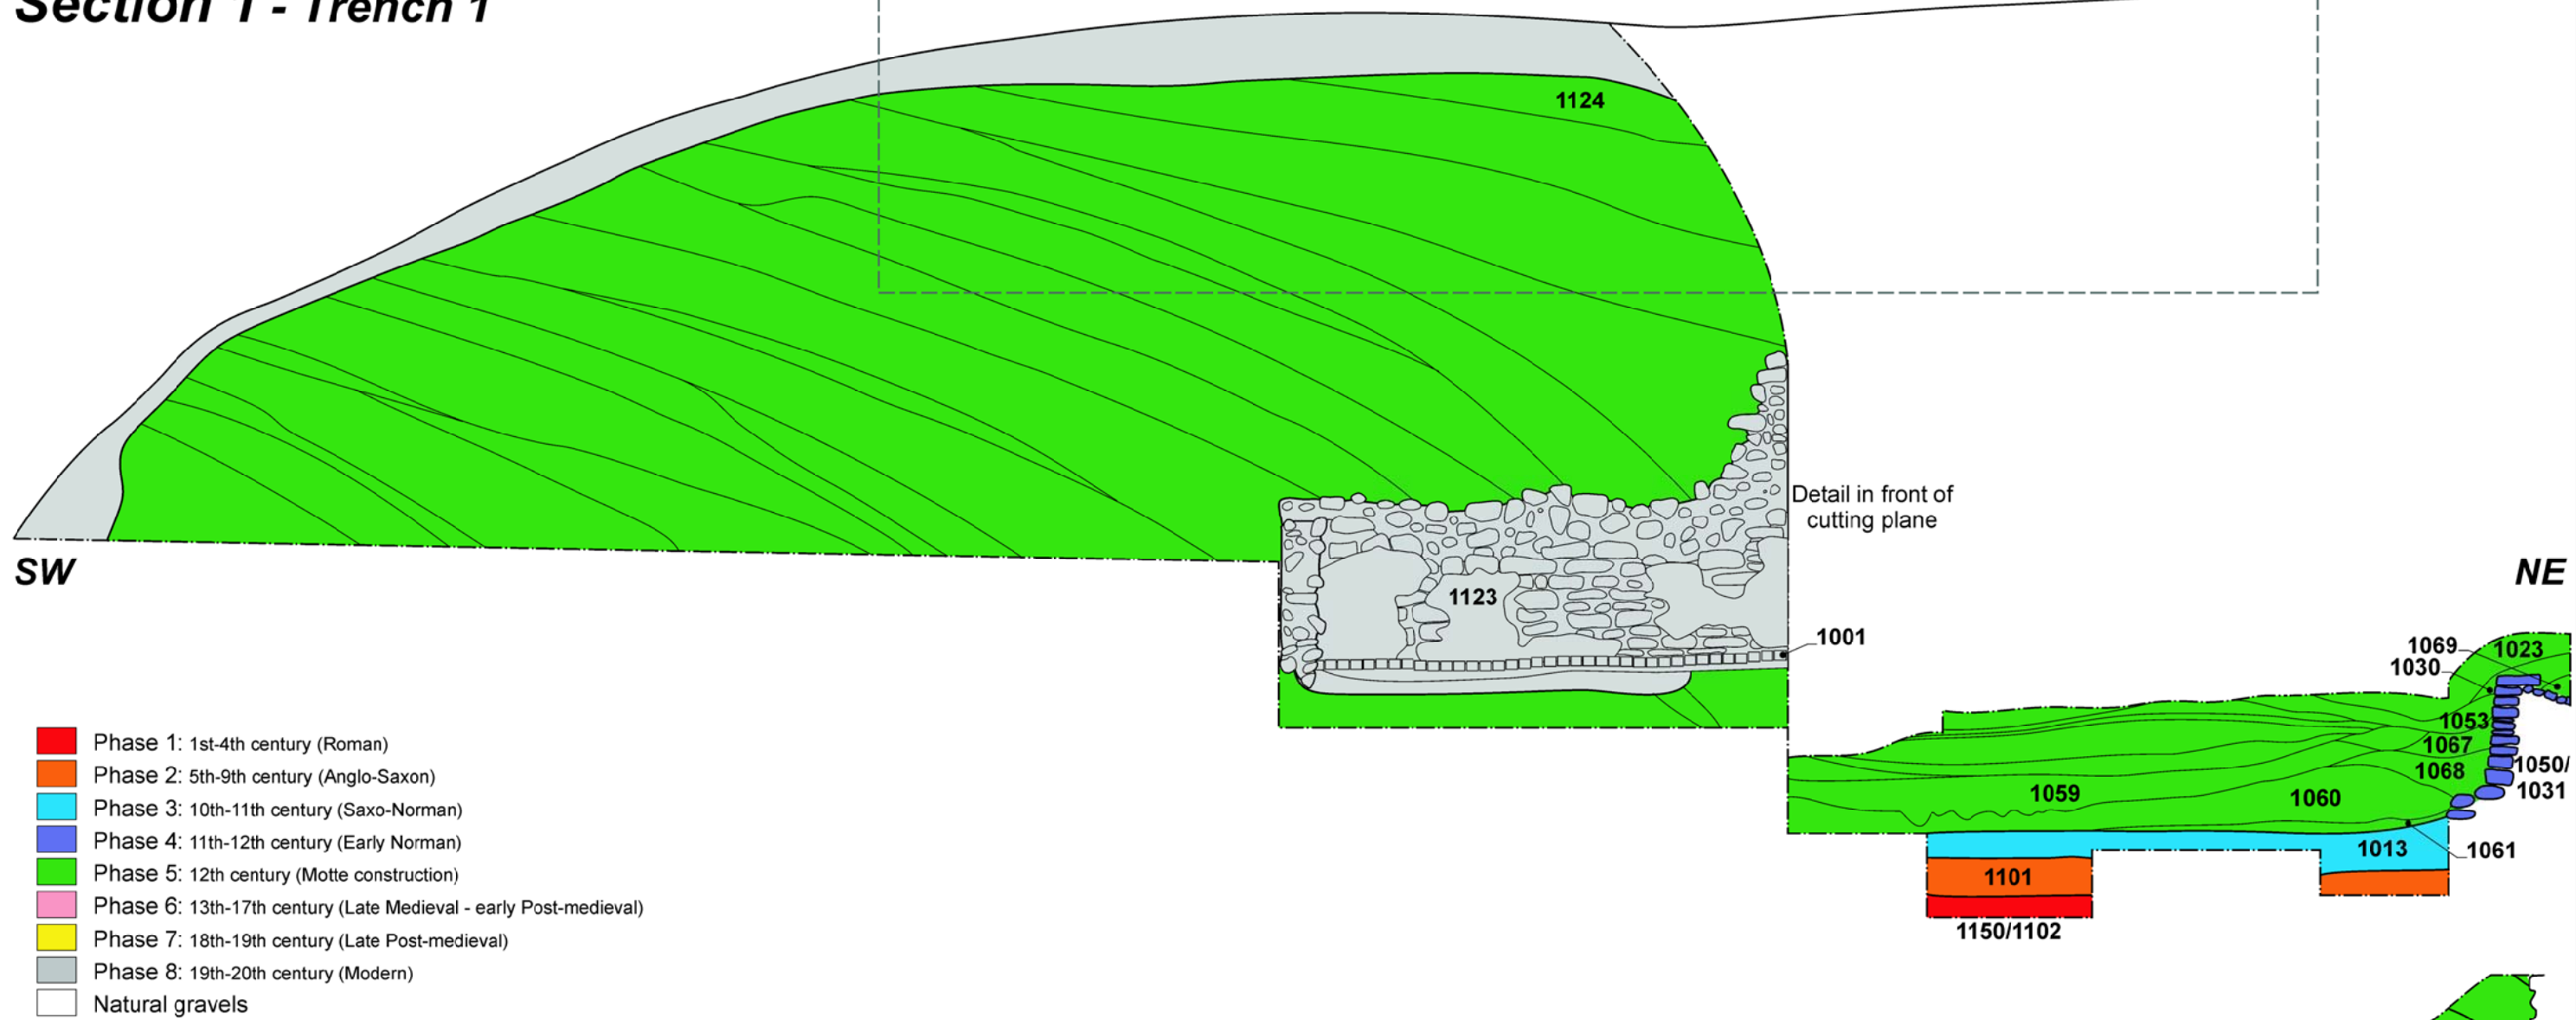 Section 1 - Trench 1
1124
Detail in front of
cutting plane
SW
NE
1123
1001
1069
1023
1030
1053
1067
1068
1050/
1031
1059
1060
1013
1061
1101
1150/1102
Phase 1: 1st-4th century (Roman)
Phase 2: 5th-9th century (Anglo-Saxon)
Phase 3: 10th-11th century (Saxo-Norman)
Phase 4: 11th-12th century (Early Norman)
Phase 5: 12th century (Motte construction)
Phase 6: 13th-17th century (Late Medieval - early Post-medieval)
Phase 7: 18th-19th century (Late Post-medieval)
Phase 8: 19th-20th century (Modern)
Natural gravels